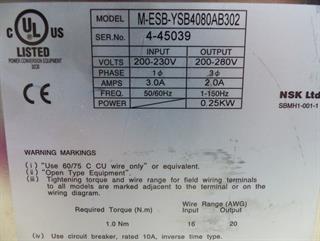 MODEL M-ESB-YSB4080AB302
C UL US
LISTED
POWER CONVERSION EQUIPMENT
SER.No. 4-45039
INPUT OUTPUT
VOLTS 200-230V 200-280V
PHASE 1ϕ 3ϕ
AMPS 3.0A 2.0A
FREQ. 50/60Hz 1-150Hz
POWER 0.25KW
CE
NSK Ltd
SBMH1-001-1
WARNING MARKINGS
(i) "Use 60/75 C CU wire only" or equivalent.
(ii) "Open Type Equipment".
(iii) Tightening torque and wire range for field wiring terminals
to all models are marked adjacent to the terminal or on the
wiring diagram.
Wire Range (AWG)
Required Torque (N.m) Input Output
1.0 Nm 16 20
(iv) Use circuit breaker, rated 10A, inverse time type.